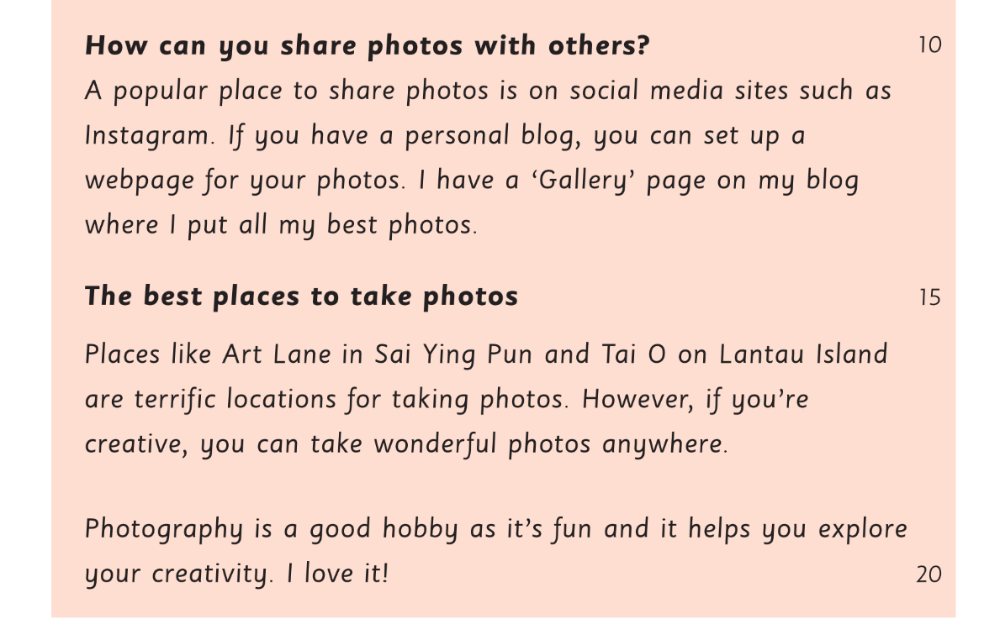 How can you share photos with others? 10
A popular place to share photos is on social media sites such as
Instagram. If you have a personal blog, you can set up a
webpage for your photos. I have a ‘Gallery’ page on my blog
where I put all my best photos.
The best places to take photos 15
Places like Art Lane in Sai Ying Pun and Tai O on Lantau Island
are terrific locations for taking photos. However, if you’re
creative, you can take wonderful photos anywhere.
Photography is a good hobby as it’s fun and it helps you explore
your creativity. I love it! 20